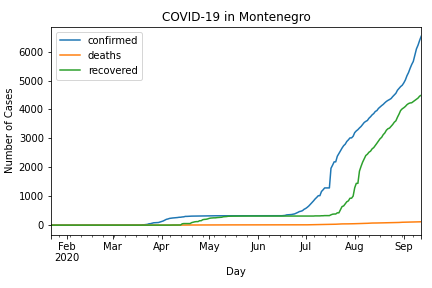 COVID-19 in Montenegro
confirmed
deaths
recovered
Number of Cases
6000
5000
4000
3000
2000
1000
0
Feb Mar Apr May Jun Jul Aug Sep
2020
Day